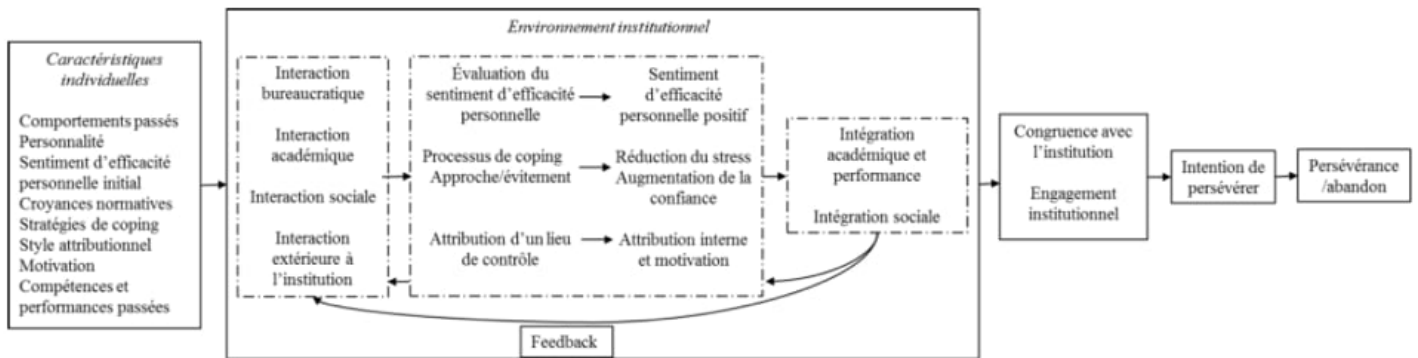 Caractéristiques
individuelles
Comportements passés
Personnalité
Sentiment d'efficacité
personnelle initial
Croyances normatives
Stratégies de coping
Style attributionnel
Motivation
Compétences et
performances passées
Environnement institutionnel
Interaction
bureaucratique
Interaction
académique
Interaction sociale
Interaction
extérieure à
l'institution
Évaluation du
sentiment d'efficacité
personnelle
Sentiment
d'efficacité
personnelle positif
Processus de coping
Approche/évitement
Réduction du stress
Augmentation de la
confiance
Attribution d'un lieu
de contrôle
Attribution interne
et motivation
Intégration
académique et
performance
Intégration sociale
Feedback
Congruence avec
l'institution
Engagement
institutionnel
Intention de
persévérer
Persévérance
/abandon